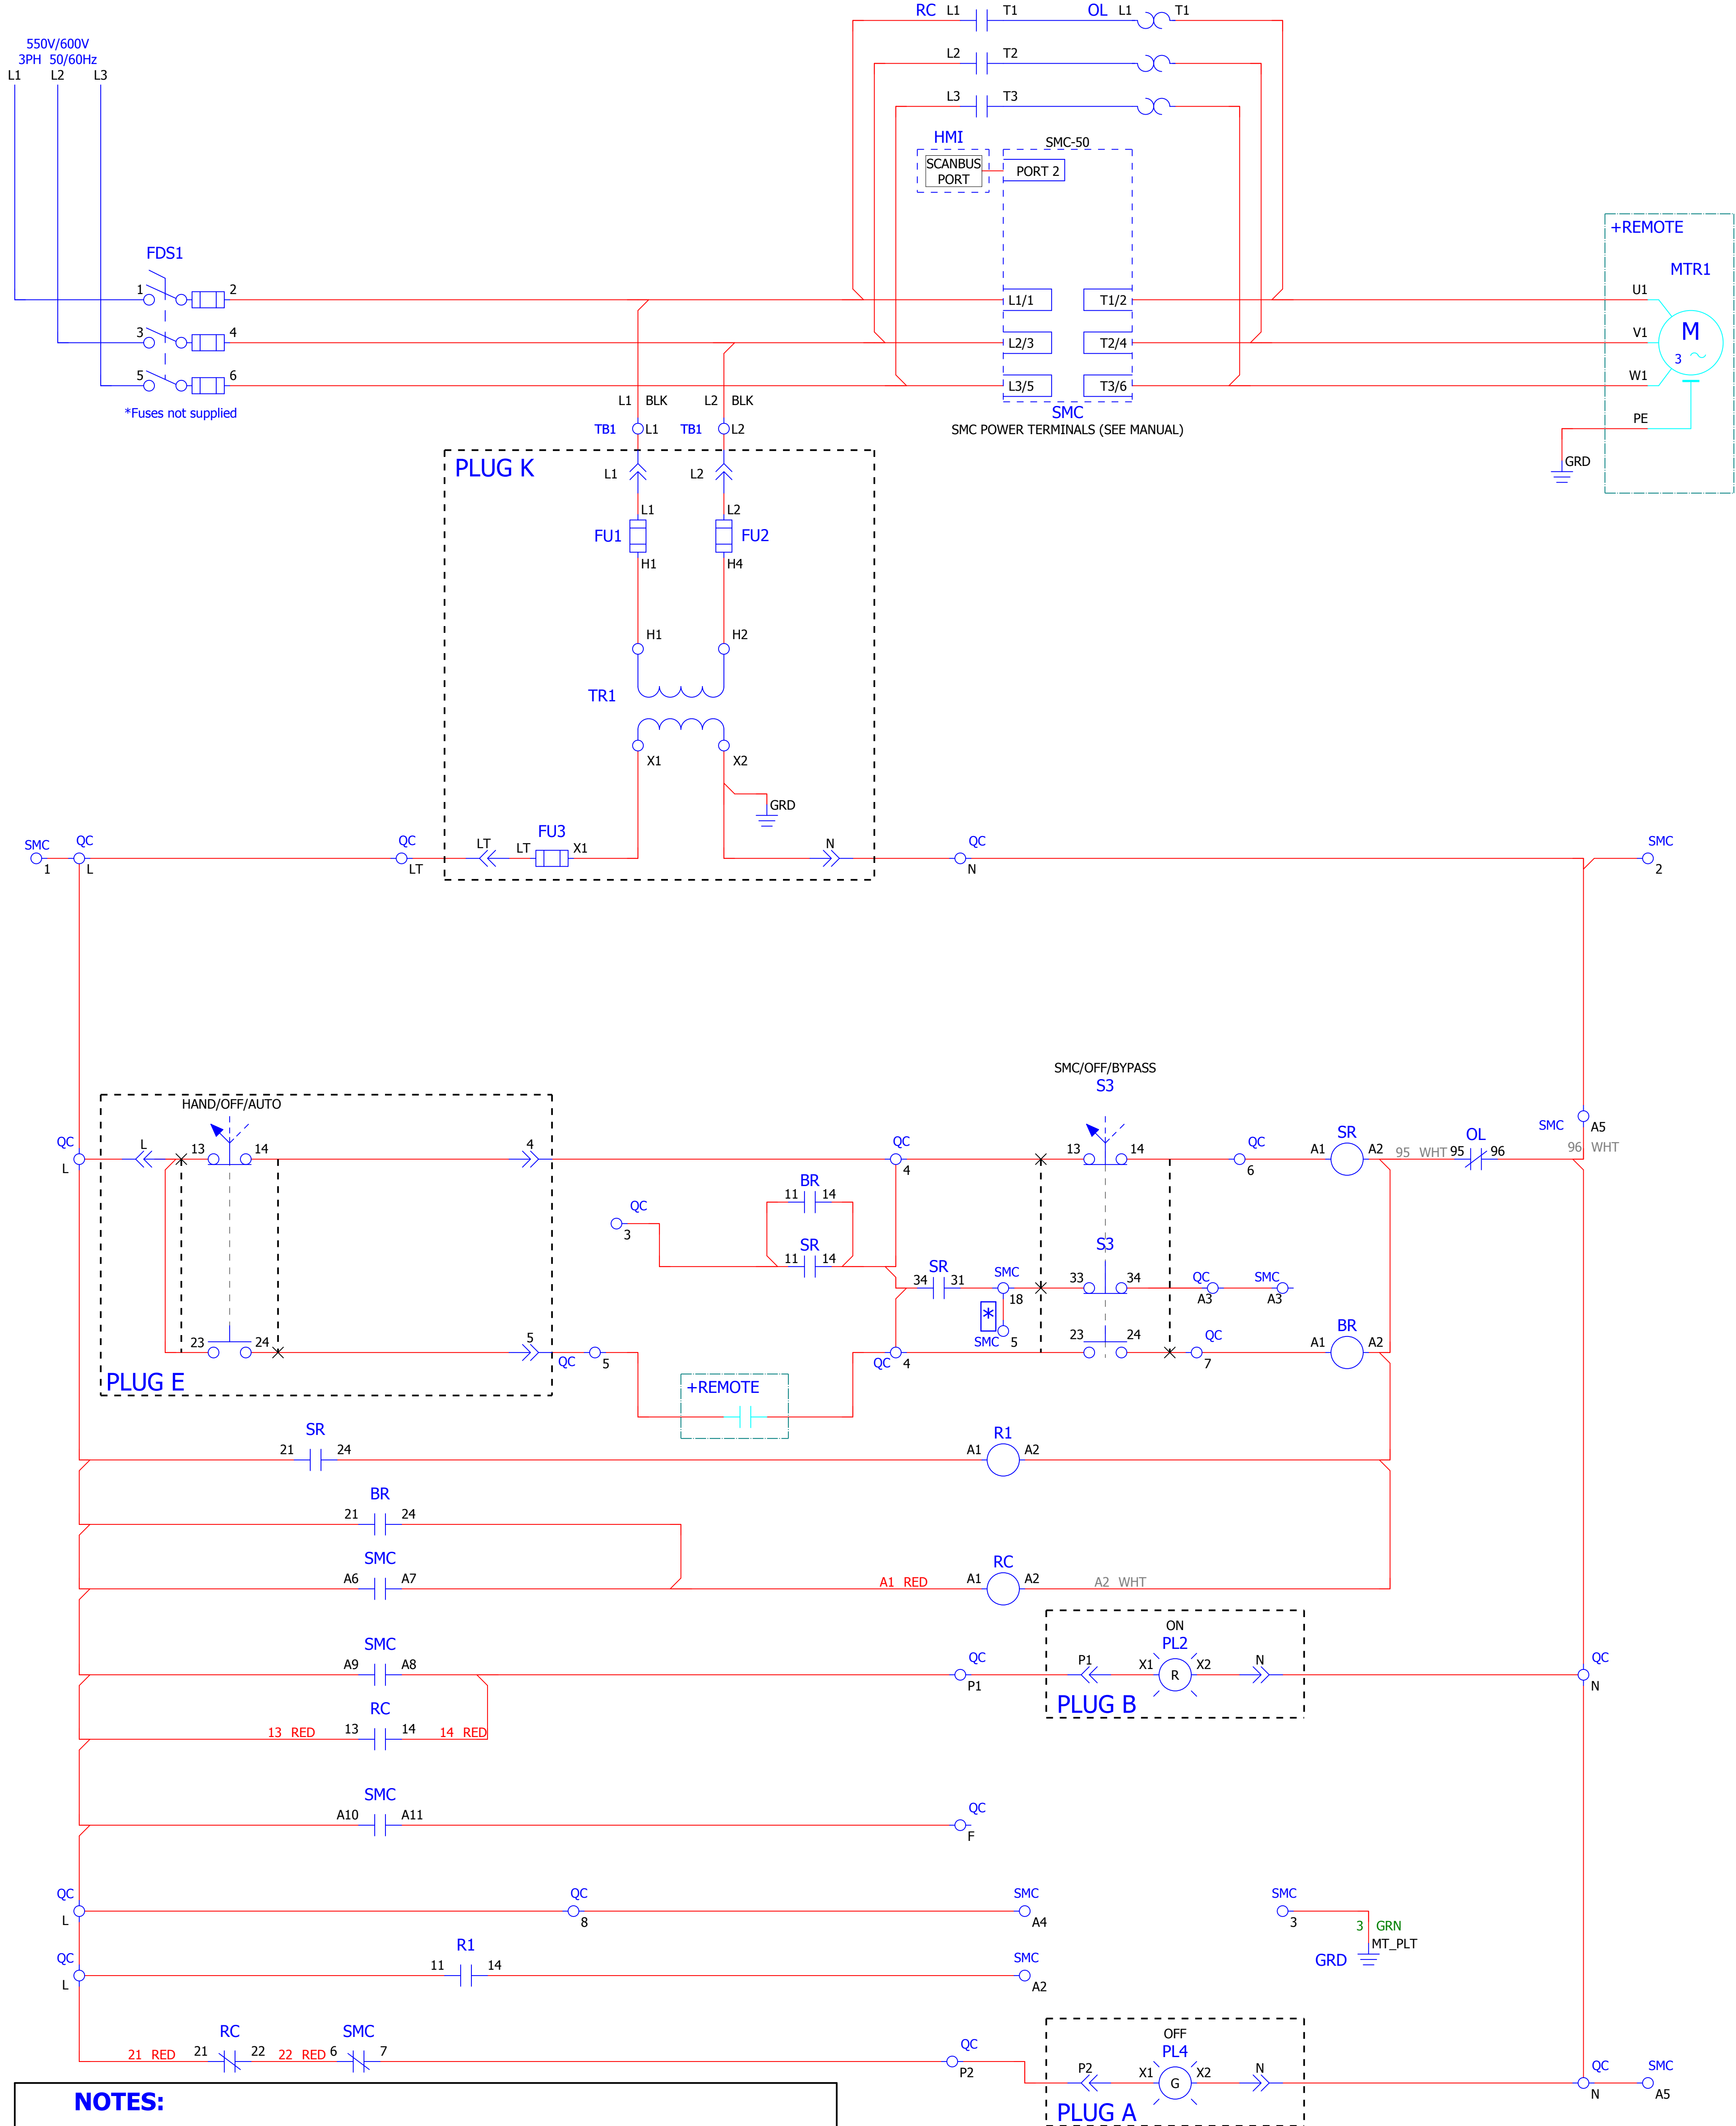 RC L1 T1 OL L1 T1
550V/600V
3PH 50/60Hz
L1 L2 L3
L2 T2
L3 T3
HMI
SMC-50
SCANBUS
PORT
PORT 2
+REMOTE
MTR1
FDS1
1 2
L1/1 T1/2
U1
3 4
L2/3 T2/4
V1
M
3
5 6
L3/5 T3/6
W1
*Fuses not supplied
L1 BLK L2 BLK
SMC
SMC POWER TERMINALS (SEE MANUAL)
PE
GRD
TB1 L1 TB1 L2
PLUG K
L1 L2
L1 L2
FU1 FU2
H1 H4
H1 H2
TR1
X1 X2
GRD
SMC QC QC
1 L LT
LT LT FU3 X1
N
QC
N
SMC
2
SMC/OFF/BYPASS
S3
HAND/OFF/AUTO
QC
L
L 13 14 4
QC
4
13 14
QC
6
SR
A1 A2
95 WHT 95 OL 96
96 WHT
SMC A5
BR
11 14
QC
3
SR
11 14
SR
34 31
SMC
18
S3
33 34
QC
A3
SMC
A3
*
SMC 5
23 24 5
QC 5
QC 4
23 24
QC
7
BR
A1 A2
PLUG E
+REMOTE
SR
21 24
R1
A1 A2
BR
21 24
SMC
A6 A7
A1 RED
RC
A1 A2
A2 WHT
SMC
A9 A8
QC
P1
ON
PL2
P1 X1 R X2 N
PLUG B
QC
N
RC
13 RED 13 14 14 RED
SMC
A10 A11
QC
F
QC
L
QC
8
SMC
A4
SMC
3
3 GRN
MT_PLT
GRD
QC
L
R1
11 14
SMC
A2
RC SMC
21 RED 21 22 22 RED 6 7
QC
P2
OFF
PL4
P2 X1 G X2 N
PLUG A
QC
N
SMC
A5
NOTES: